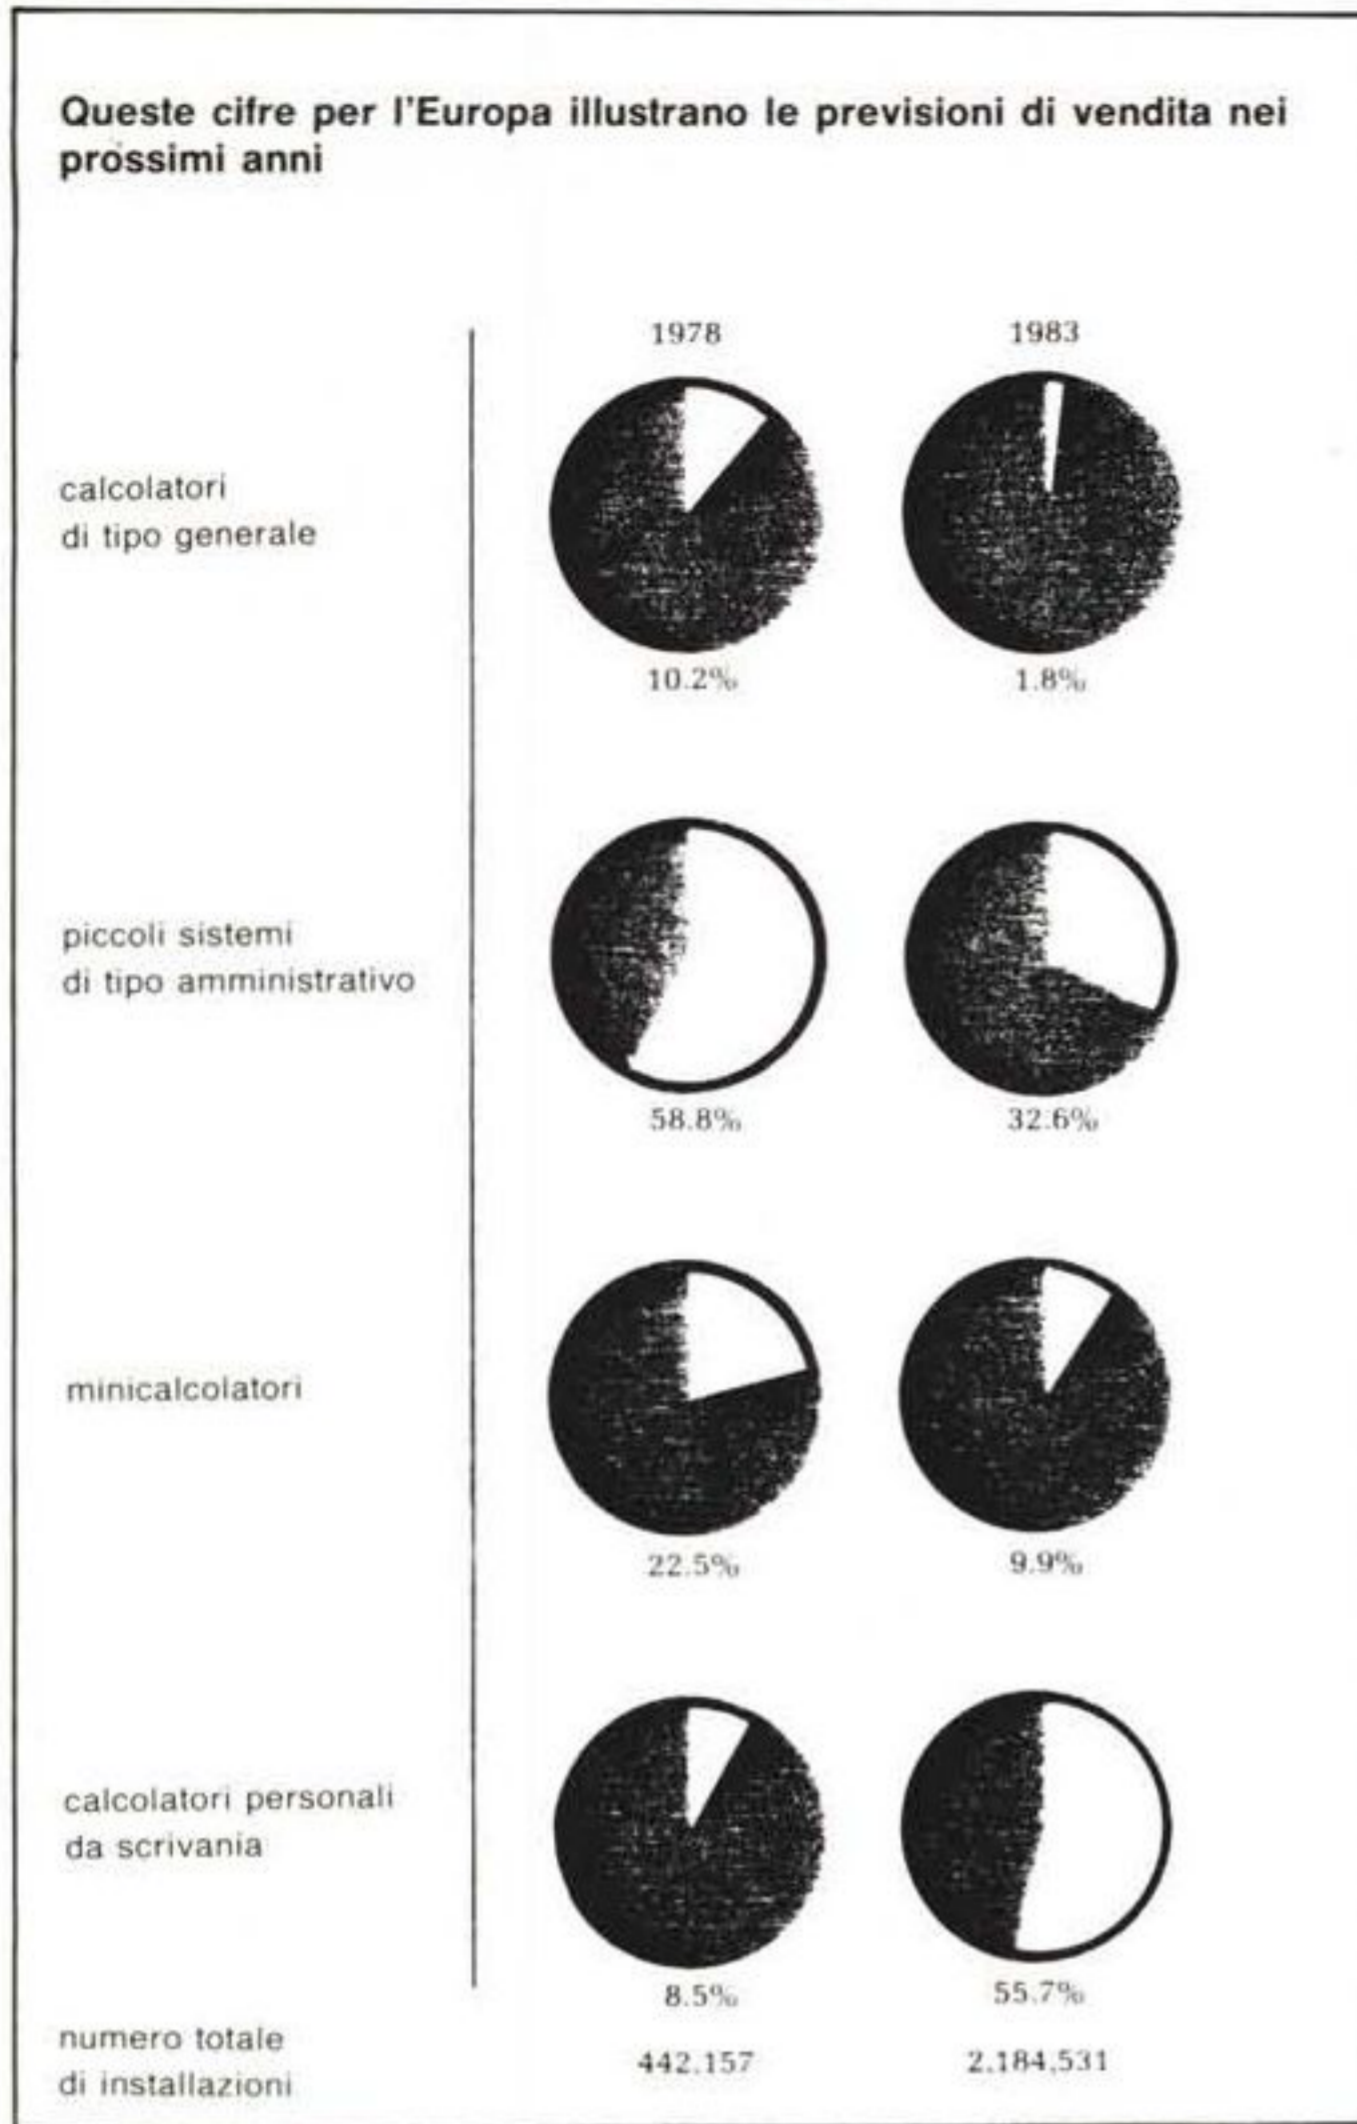 Queste cifre per l'Europa illustrano le previsioni di vendita nei
prossimi anni
1978 1983
calcolatori
di tipo generale
10.2% 1.8%
piccoli sistemi
di tipo amministrativo
58.8% 32.6%
minicalcolatori
22.5% 9.9%
calcolatori personali
da scrivania
8.5% 55.7%
numero totale
di installazioni
442.157 2.184,531